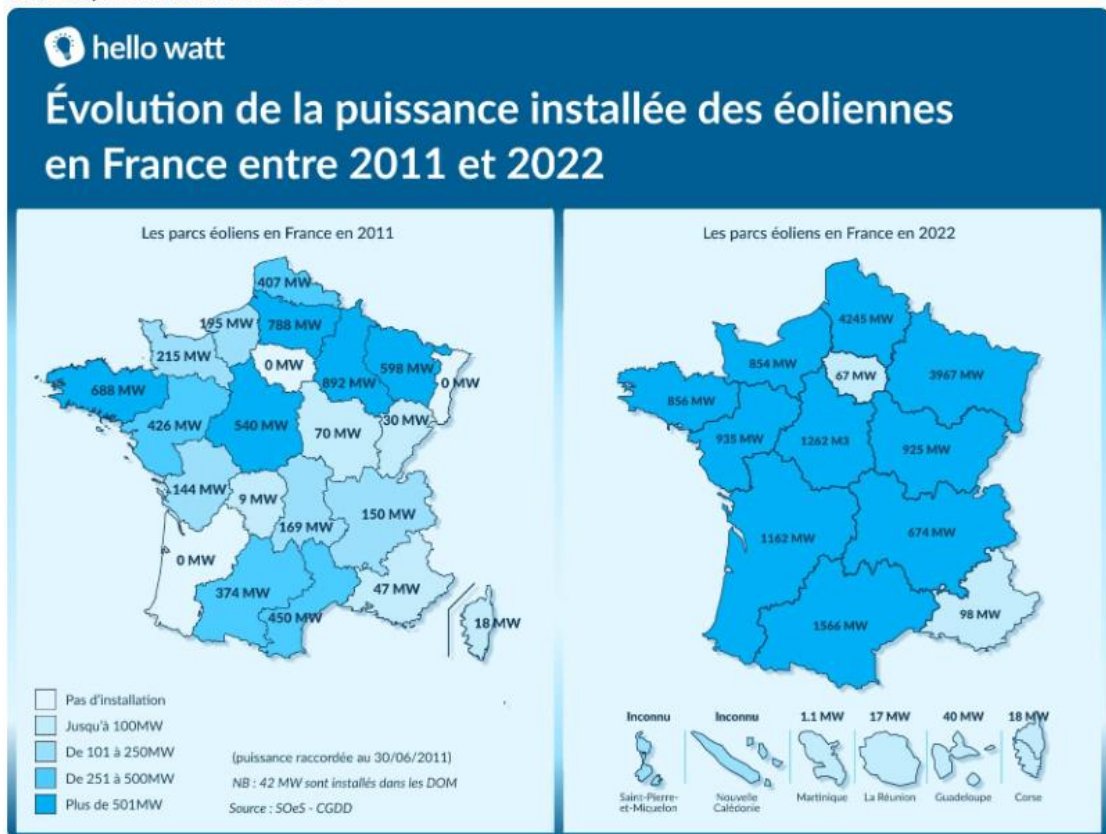 hello watt
Évolution de la puissance installée des éoliennes
en France entre 2011 et 2022
Les parcs éoliens en France en 2011
407 MW
195 MW
788 MW
215 MW
0 MW
598 MW
0 MW
688 MW
892 MW
426 MW
540 MW
70 MW
30 MW
144 MW
9 MW
169 MW
150 MW
0 MW
374 MW
47 MW
450 MW
18 MW
Pas d'installation
Jusqu'à 100MW
De 101 à 250MW
De 251 à 500MW
Plus de 501MW
(puissance raccordée au 30/06/2011)
NB : 42 MW sont installés dans les DOM
Source : SOeS - CGDD
Les parcs éoliens en France en 2022
4245 MW
854 MW
67 MW
3967 MW
856 MW
935 MW
1262 M3
925 MW
1162 MW
674 MW
1566 MW
98 MW
Inconnu
Inconnu
1.1 MW
17 MW
40 MW
18 MW
Saint-Pierre-
et-Miquelon
Nouvelle
Calédonie
Martinique
La Réunion
Guadeloupe
Corse